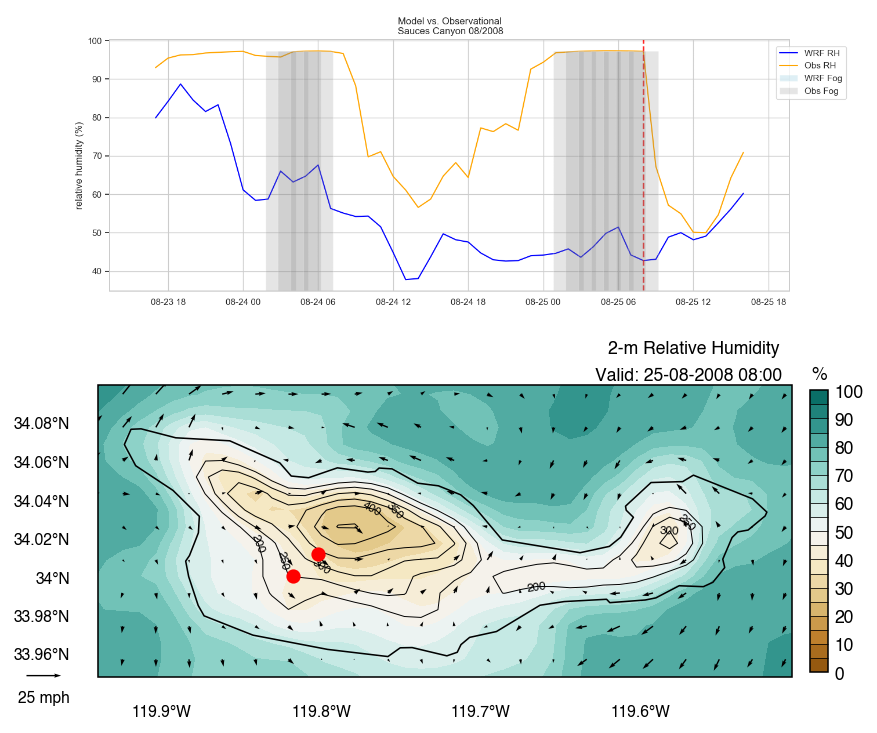 Model vs. Observational
Sauces Canyon 08/2008
relative humidity (%)
100
90
80
70
60
50
40
08-23 18
08-24 00
08-24 06
08-24 12
08-24 18
08-25 00
08-25 06
08-25 12
08-25 18
WRF RH
Obs RH
WRF Fog
Obs Fog
2-m Relative Humidity
Valid: 25-08-2008 08:00
%
34.08°N
34.06°N
34.04°N
34.02°N
34°N
33.98°N
33.96°N
25 mph
119.9°W
119.8°W
119.7°W
119.6°W
400
350
200
250
300
200
300
250
100
90
80
70
60
50
40
30
20
10
0